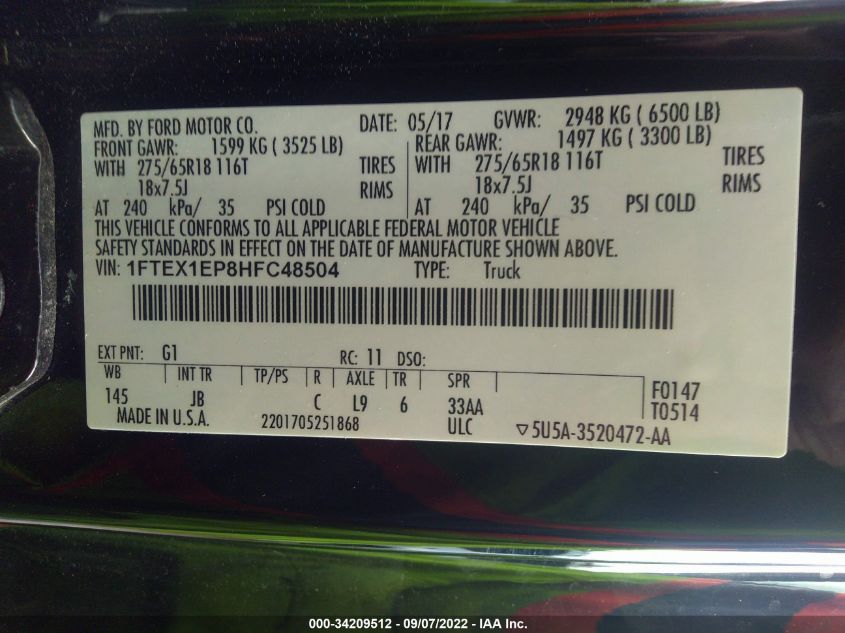 MFD. BY FORD MOTOR CO. DATE: 05/17 GVWR: 2948 KG ( 6500 LB)
FRONT GAWR: 1599 KG ( 3525 LB) REAR GAWR: 1497 KG ( 3300 LB)
WITH 275/65R18 116T TIRES WITH 275/65R18 116T TIRES
18x7.5J RIMS 18x7.5J RIMS
AT 240 kPa/ 35 PSI COLD AT 240 kPa/ 35 PSI COLD
THIS VEHICLE CONFORMS TO ALL APPLICABLE FEDERAL MOTOR VEHICLE
SAFETY STANDARDS IN EFFECT ON THE DATE OF MANUFACTURE SHOWN ABOVE.
VIN: 1FTEX1EP8HFC48504 TYPE: Truck
EXT PNT: G1 RC: 11 DSO:
WB INT TR TP/PS R AXLE TR SPR F0147
145 JB C L9 6 33AA T0514
MADE IN U.S.A. 2201705251868 ULC ▽5U5A-3520472-AA
000-34209512 - 09/07/2022 - IAA Inc.